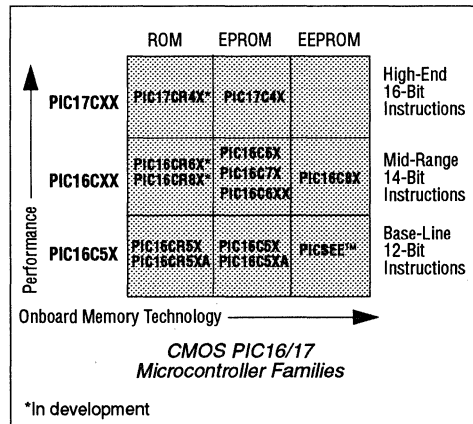 ROM EPROM EEPROM
PIC17CXX
PIC17CR4X* PIC17C4X
High-End
16-Bit
Instructions
PIC16CXX
PIC16CR6X*
PIC16CR8X*
PIC16C6X
PIC16C7X
PIC16C6XX
PIC16C8X
Mid-Range
14-Bit
Instructions
PIC16C5X
PIC16CR5X
PIC16CR5XA
PIC16C5X
PIC16C5XA
PICSEE™
Base-Line
12-Bit
Instructions
Performance
Onboard Memory Technology
CMOS PIC16/17
Microcontroller Families
*In development